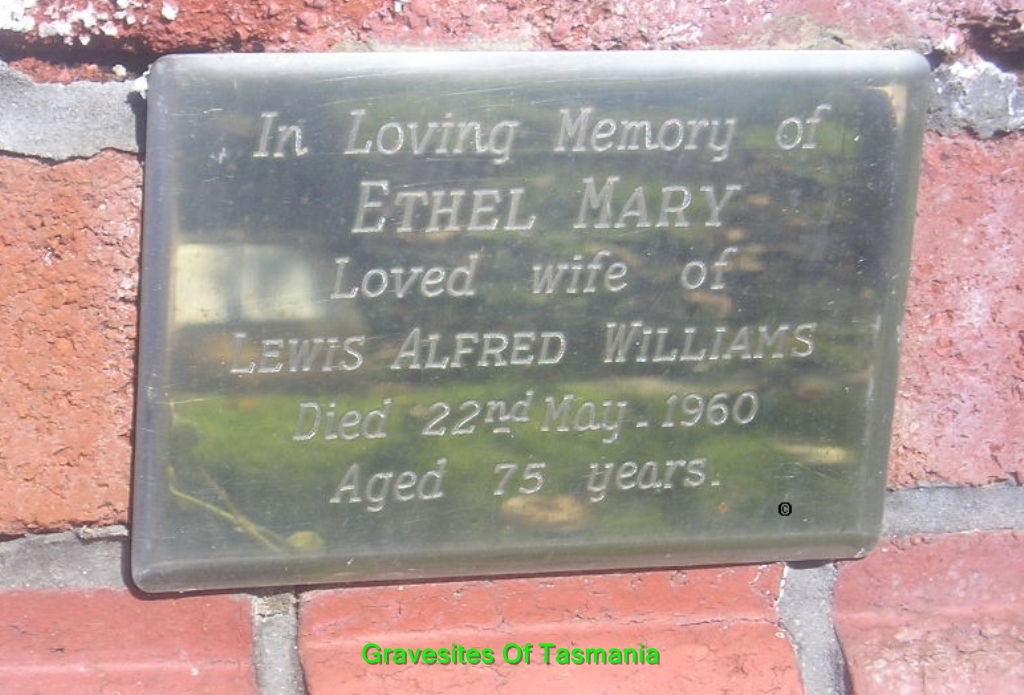 In Loving Memory of
ETHEL MARY
Loved wife of
LEWIS ALFRED WILLIAMS
Died 22nd May. 1960
Aged 75 years.
©
Gravesites Of Tasmania